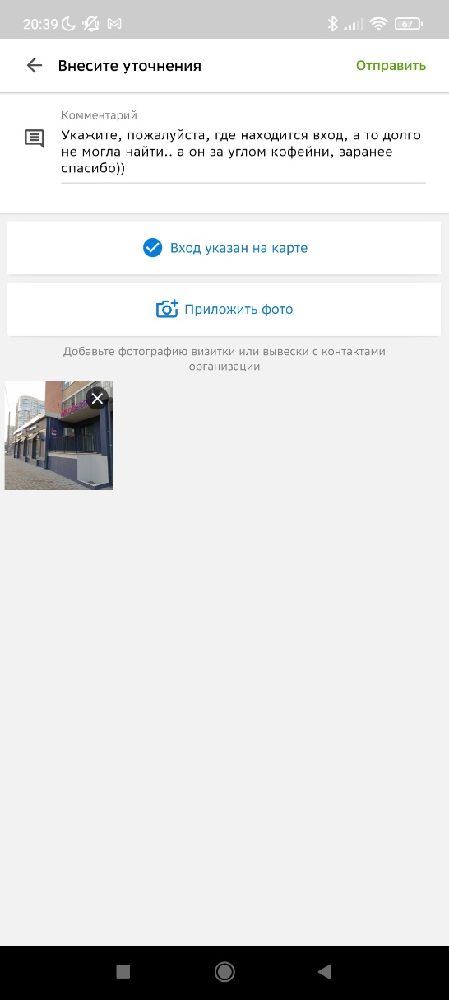 20:39
67
Внесите уточнения
Отправить
Комментарий
Укажите, пожалуйста, где находится вход, а то долго
не могла найти.. а он за углом кофейни, заранее
спасибо))
Вход указан на карте
Приложить фото
Добавьте фотографию визитки или вывески с контактами
организации